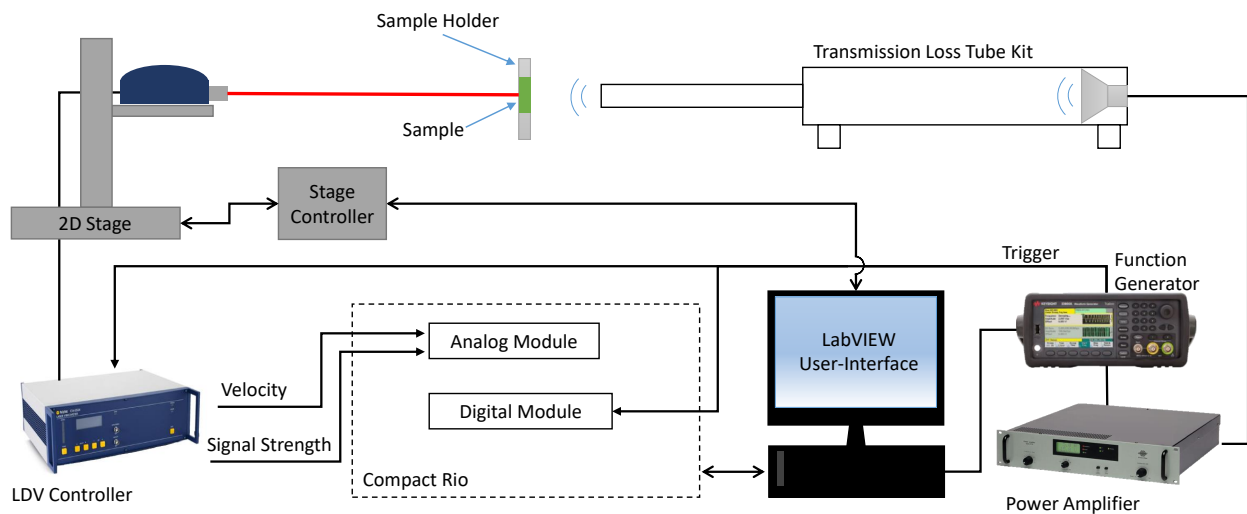 Sample Holder
Transmission Loss Tube Kit
Sample
Stage
Controller
2D Stage
Trigger
Function
Generator
Analog Module
LabVIEW
User-Interface
Velocity
Digital Module
Signal Strength
Compact Rio
LDV Controller
Power Amplifier